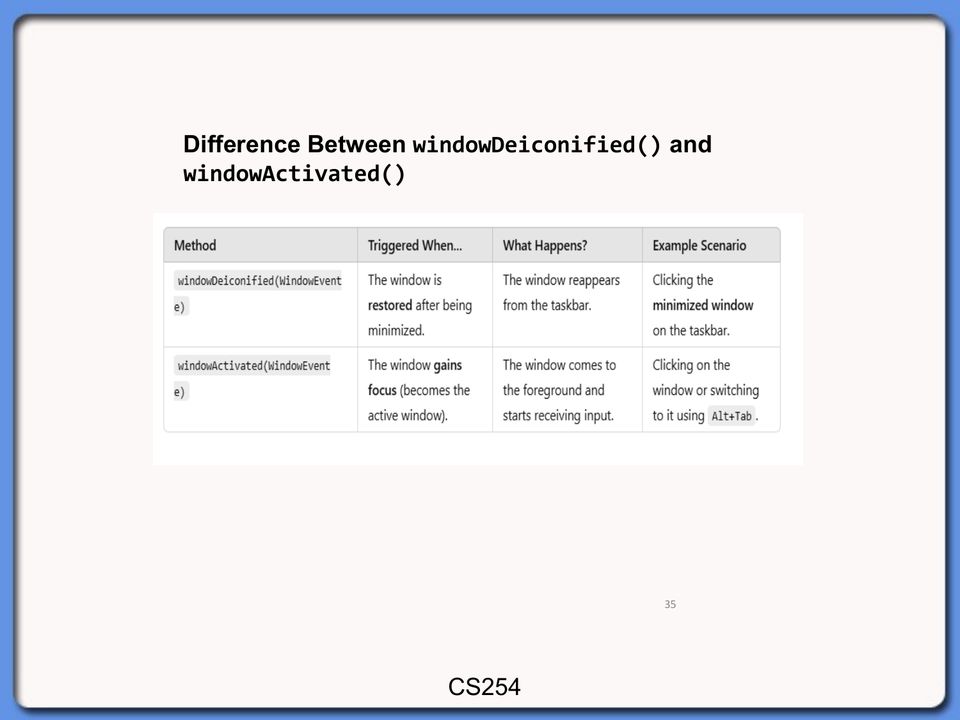 Difference Between windowDeiconified() and
windowActivated()
Method Triggered When... What Happens? Example Scenario
windowDeiconified(WindowEvent The window is The window reappears Clicking the
e) restored after being from the taskbar. minimized window
minimized. on the taskbar.
windowActivated(WindowEvent The window gains The window comes to Clicking on the
e) focus (becomes the the foreground and window or switching
active window). starts receiving input. to it using Alt+Tab .
35
CS254